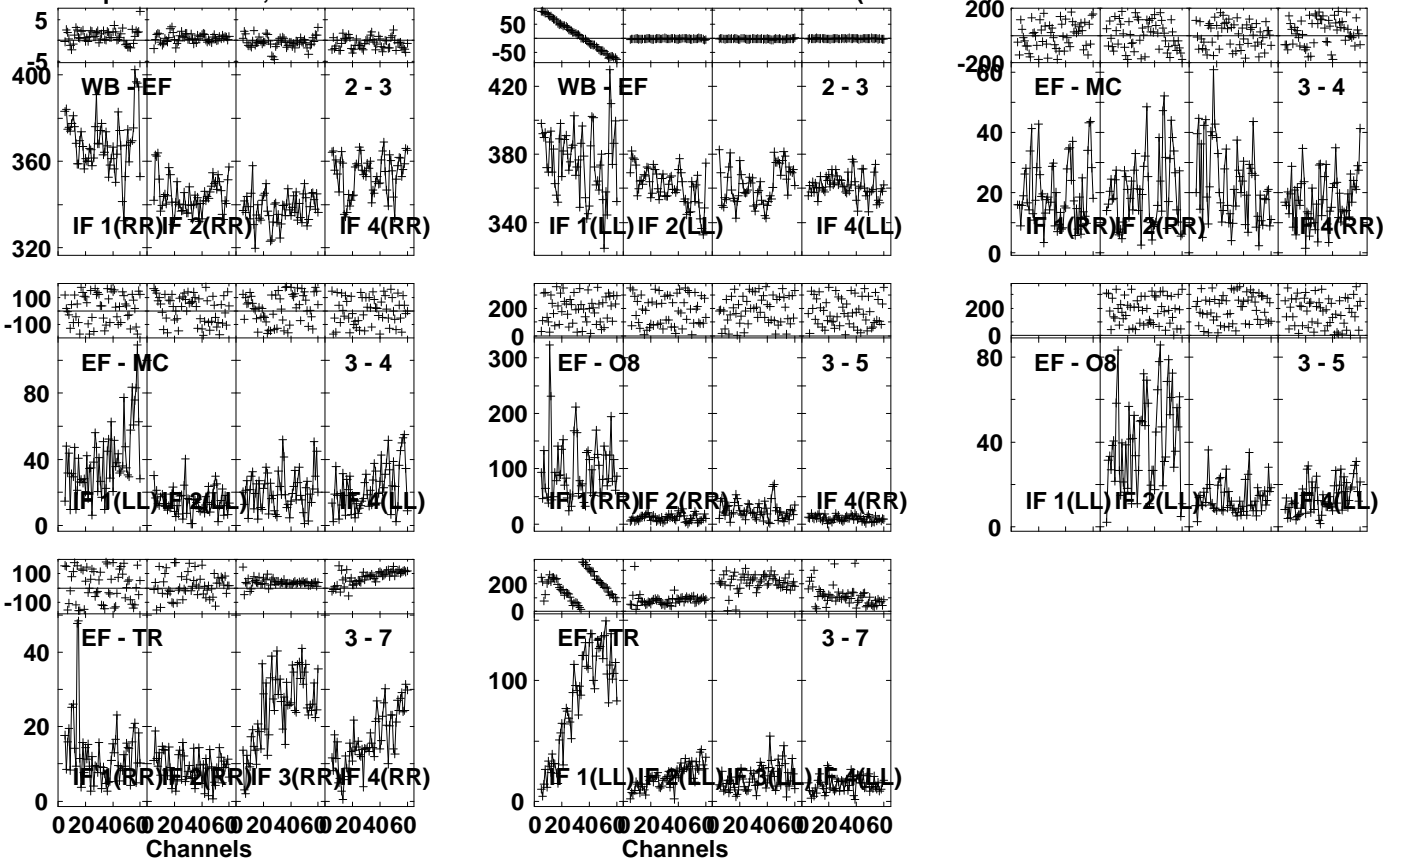 5
-5
400
360
320
WB - EF 2 - 3
IF 1(RR) IF 2(RR) IF 4(RR)
50
-50
420
380
340
WB - EF 2 - 3
IF 1(LL) IF 2(LL) IF 4(LL)
200
-200
60
40
20
0
EF - MC 3 - 4
IF 1(RR) IF 2(RR) IF 4(RR)
100
-100
80
40
0
EF - MC 3 - 4
IF 1(LL) IF 2(LL) IF 4(LL)
200
0
300
200
100
0
EF - O8 3 - 5
IF 1(RR) IF 2(RR) IF 4(RR)
200
0
80
40
0
EF - O8 3 - 5
IF 1(LL) IF 2(LL) IF 4(LL)
100
-100
40
20
0
EF - TR 3 - 7
IF 1(RR) IF 2(RR) IF 3(RR) IF 4(RR)
0 20 40 60 0 20 40 60 0 20 40 60 0 20 40 60
Channels
200
0
100
0
EF - TR 3 - 7
IF 1(LL) IF 2(LL) IF 3(LL) IF 4(LL)
0 20 40 60 0 20 40 60 0 20 40 60 0 20 40 60
Channels